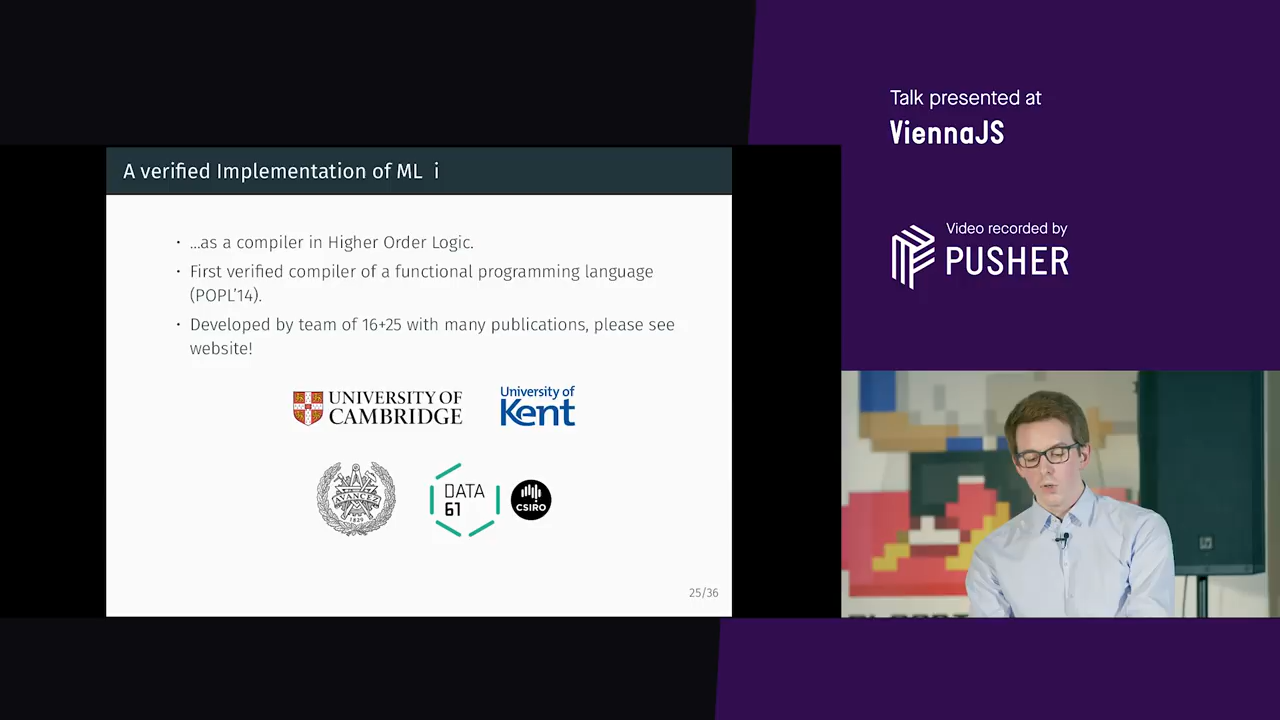 Talk presented at
ViennaJS
Video recorded by
PUSHER
A verified Implementation of ML i
• ...as a compiler in Higher Order Logic.
• First verified compiler of a functional programming language
(POPL'14).
• Developed by team of 16+25 with many publications, please see
website!
UNIVERSITY OF
CAMBRIDGE
University of
Kent
AVANCEZ
1829
DATA
61
CSIRO
25/36